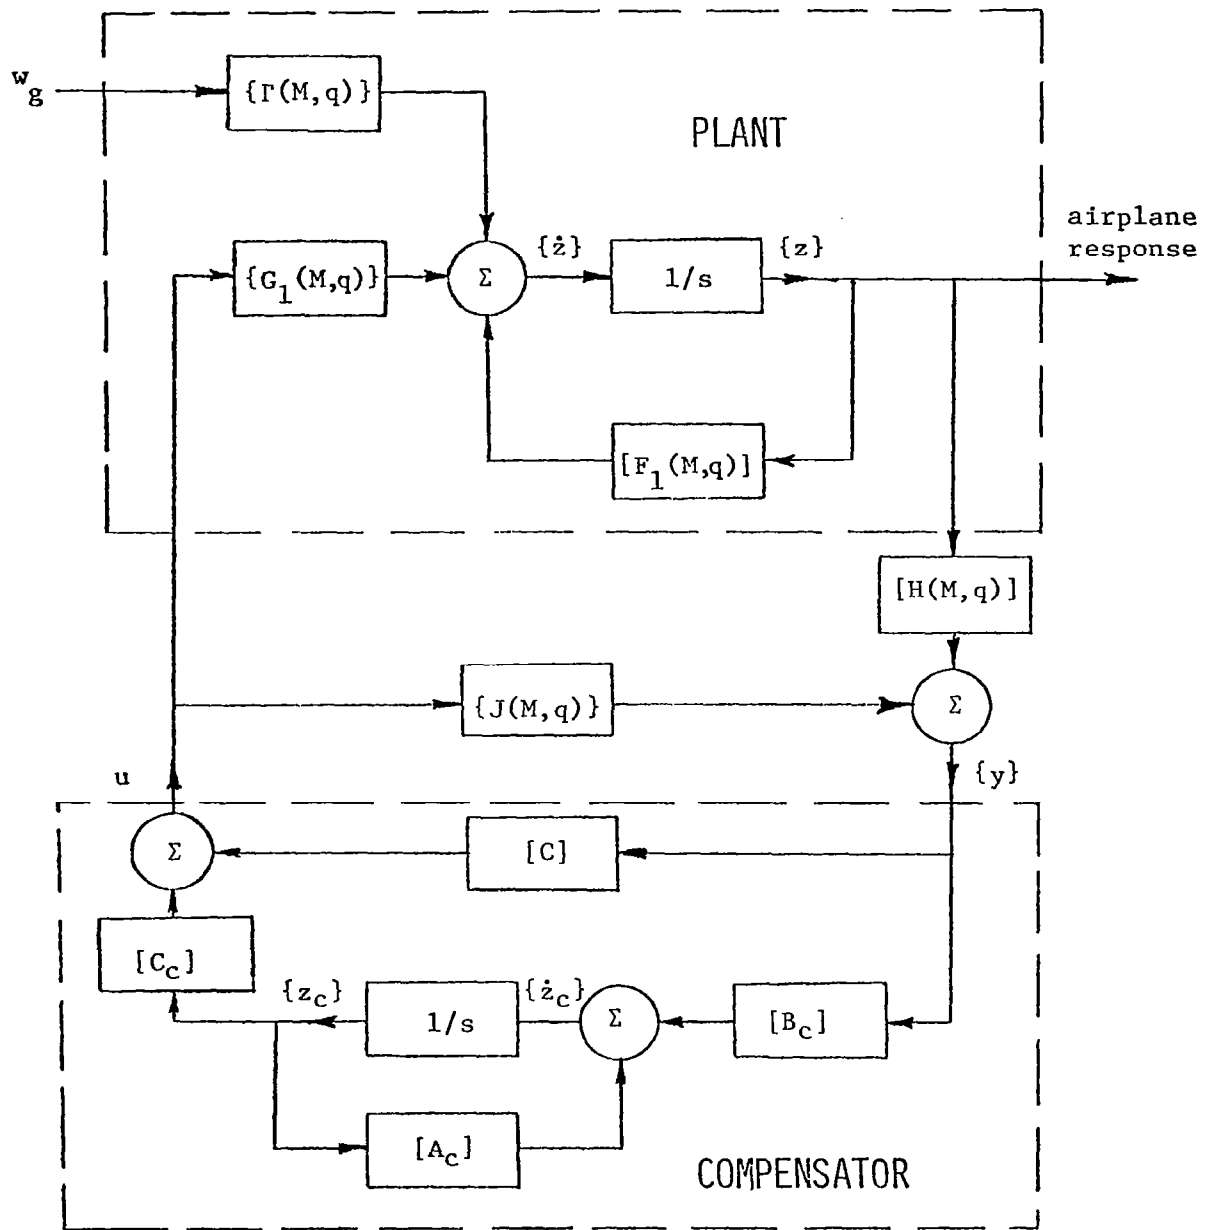 w_g
{Γ(M,q)}
PLANT
airplane
response
{G_1(M,q)}
Σ
{ż}
1/s
{z}
[F_1(M,q)]
[H(M,q)]
{J(M,q)}
Σ
u
{y}
Σ
[C]
[C_c]
{z_c}
1/s
{ż_c}
Σ
[B_c]
[A_c]
COMPENSATOR